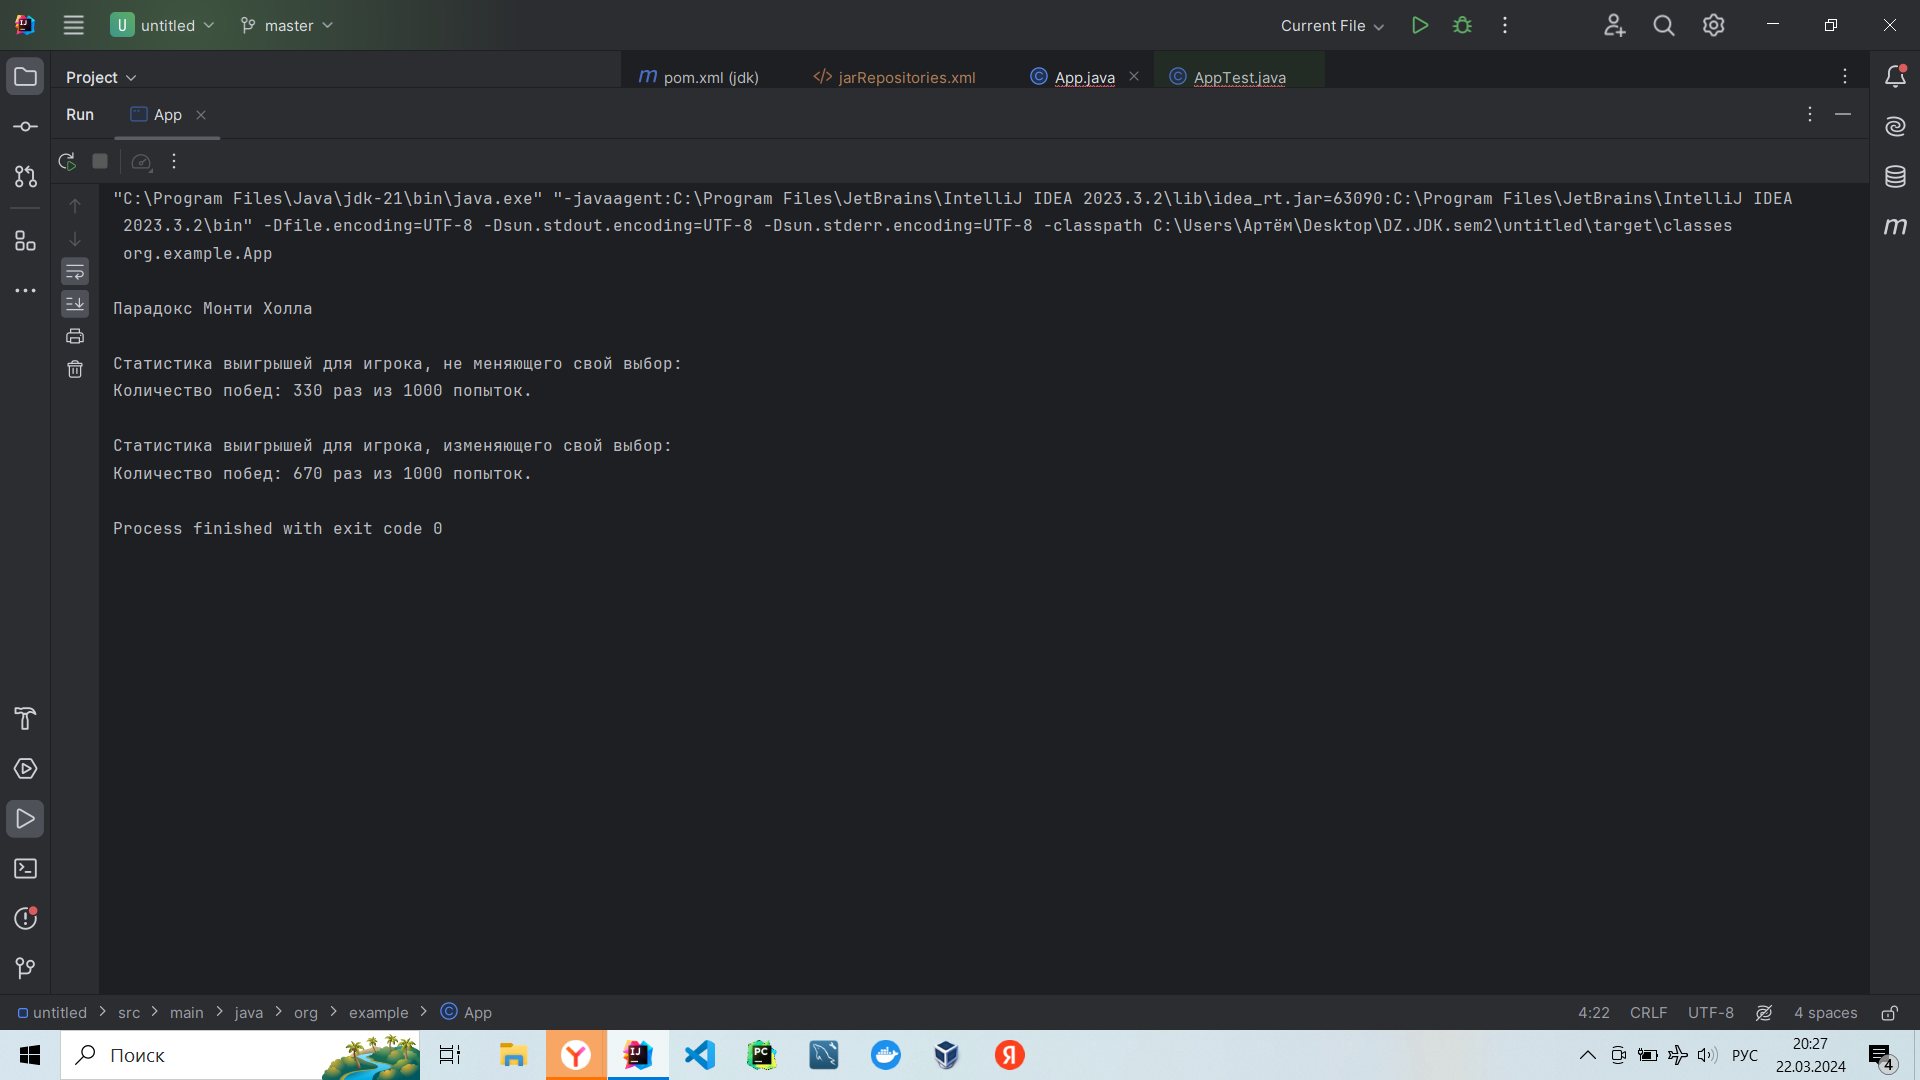 U untitled master Current File
Project pom.xml (jdk) jarRepositories.xml App.java AppTest.java
Run App
"C:\Program Files\Java\jdk-21\bin\java.exe" "-javaagent:C:\Program Files\JetBrains\IntelliJ IDEA 2023.3.2\lib\idea_rt.jar=63090:C:\Program Files\JetBrains\IntelliJ IDEA
2023.3.2\bin" -Dfile.encoding=UTF-8 -Dsun.stdout.encoding=UTF-8 -Dsun.stderr.encoding=UTF-8 -classpath C:\Users\Артём\Desktop\DZ.JDK.sem2\untitled\target\classes
org.example.App
Парадокс Монти Холла
Статистика выигрышей для игрока, не меняющего свой выбор:
Количество побед: 330 раз из 1000 попыток.
Статистика выигрышей для игрока, изменяющего свой выбор:
Количество побед: 670 раз из 1000 попыток.
Process finished with exit code 0
untitled > src > main > java > org > example > App 4:22 CRLF UTF-8 4 spaces
Поиск РУС 20:27
22.03.2024 4